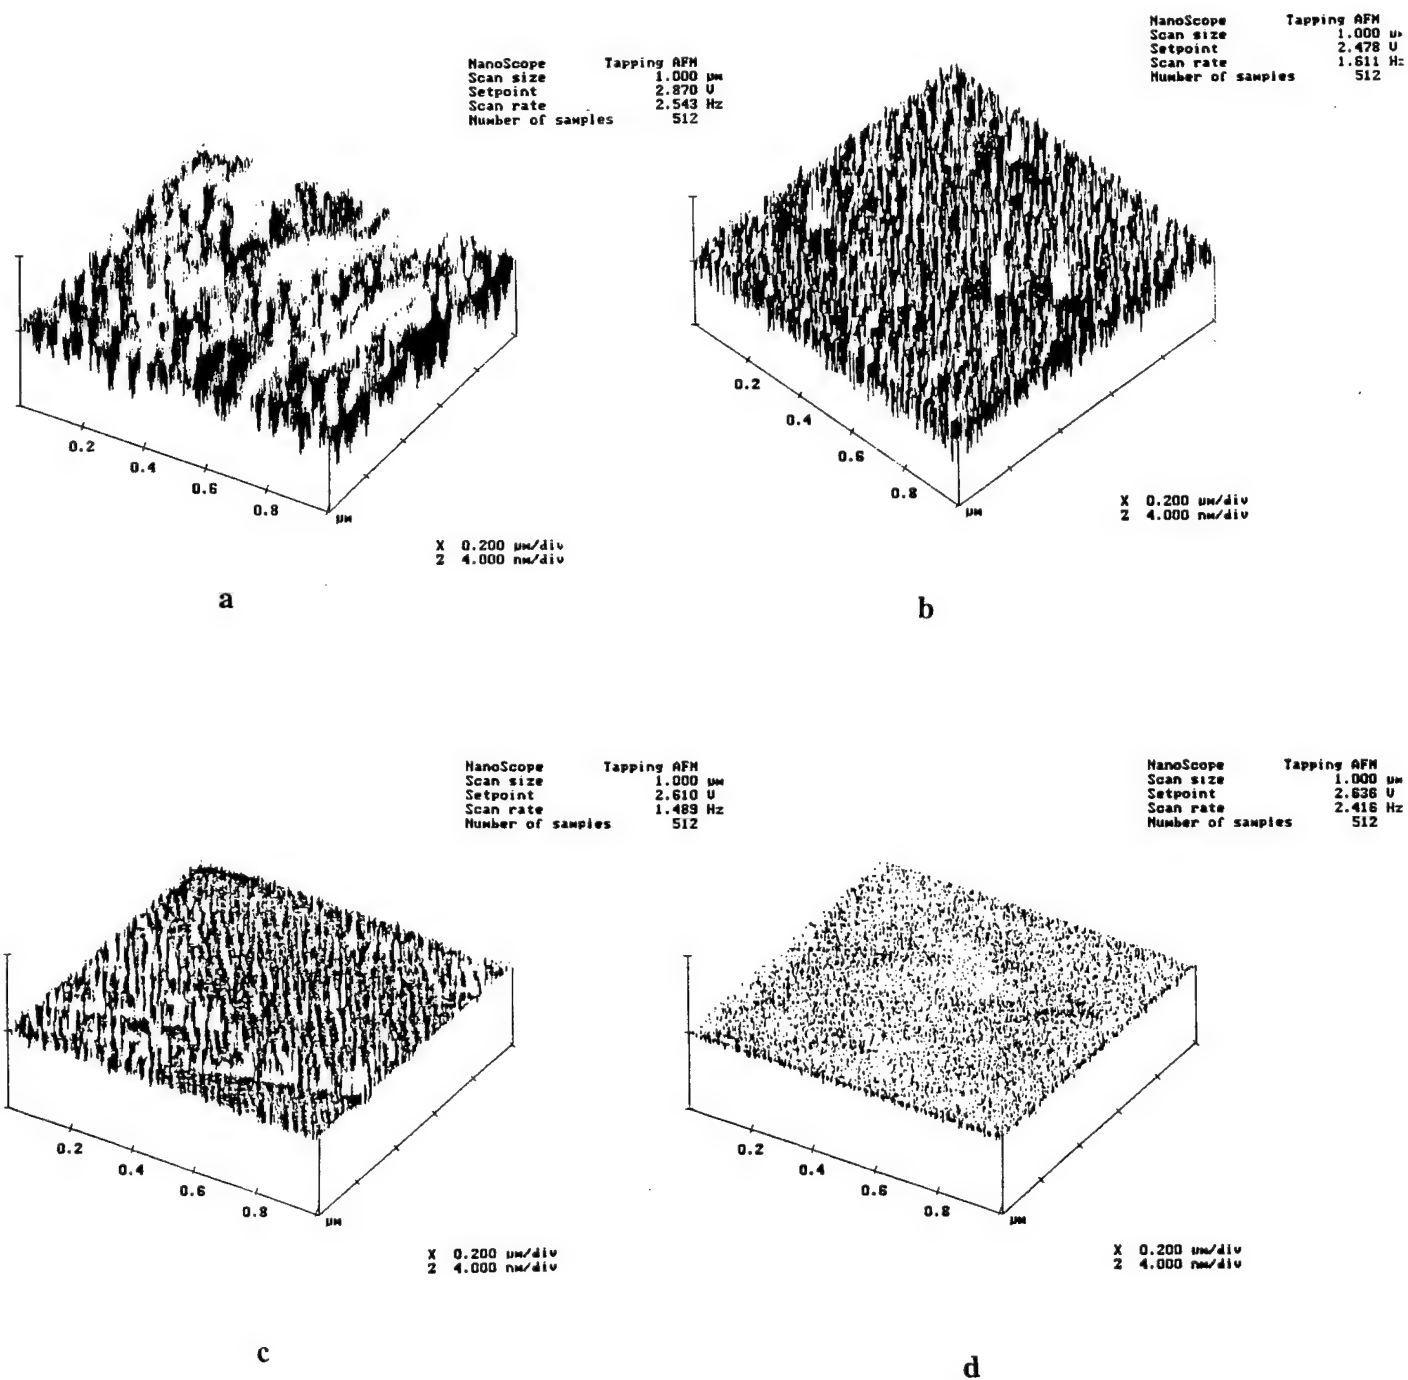 NanoScope Tapping AFM
Scan size 1.000 µm
Setpoint 2.870 V
Scan rate 2.543 Hz
Number of samples 512
0.2
0.4
0.6
0.8
µm
X 0.200 µm/div
Z 4.000 nm/div
a
NanoScope Tapping AFM
Scan size 1.000 µ
Setpoint 2.478 V
Scan rate 1.611 Hz
Number of samples 512
0.2
0.4
0.6
0.8
µm
X 0.200 µm/div
Z 4.000 nm/div
b
NanoScope Tapping AFM
Scan size 1.000 µm
Setpoint 2.610 V
Scan rate 1.489 Hz
Number of samples 512
0.2
0.4
0.6
0.8
µm
X 0.200 µm/div
Z 4.000 nm/div
c
NanoScope Tapping AFM
Scan size 1.000 µm
Setpoint 2.636 V
Scan rate 2.416 Hz
Number of samples 512
0.2
0.4
0.6
0.8
µm
X 0.200 µm/div
Z 4.000 nm/div
d